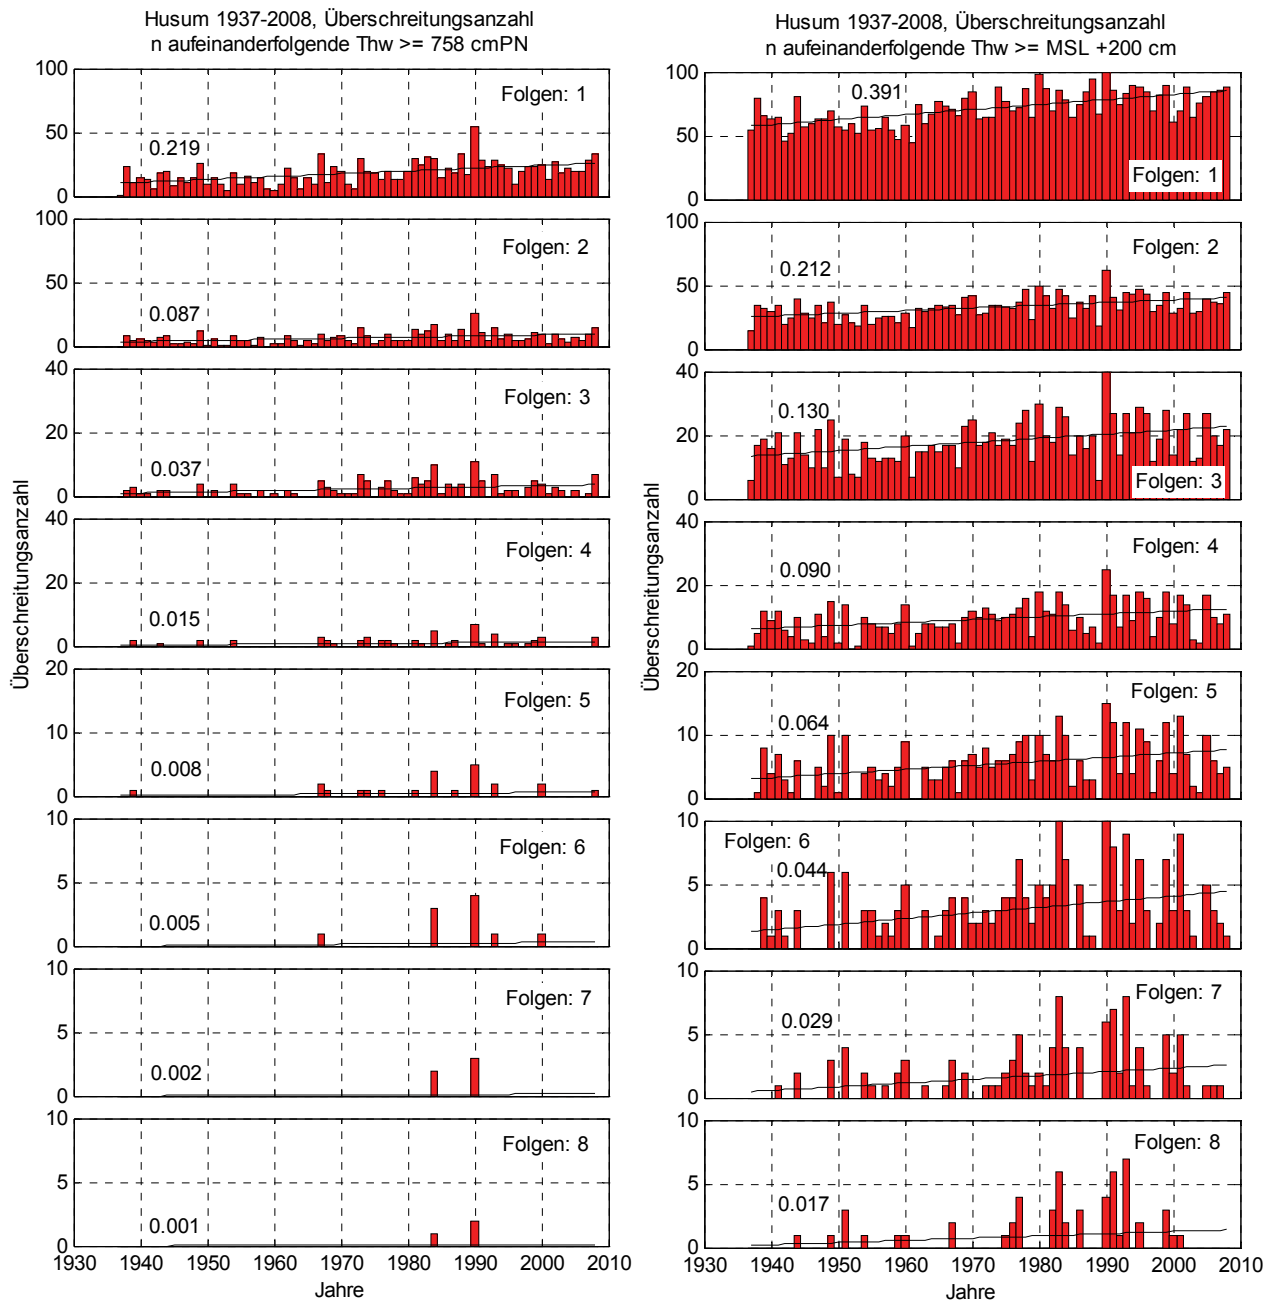 Husum 1937-2008, Überschreitungsanzahl
n aufeinanderfolgende Thw >= 758 cmPN
100
50
0
Folgen: 1
0.219
100
50
0
Folgen: 2
0.087
40
20
0
Folgen: 3
0.037
40
20
0
Folgen: 4
0.015
20
10
0
Folgen: 5
0.008
10
5
0
Folgen: 6
0.005
10
5
0
Folgen: 7
0.002
10
5
0
Folgen: 8
0.001
1930 1940 1950 1960 1970 1980 1990 2000 2010
Jahre
Überschreitungsanzahl
Husum 1937-2008, Überschreitungsanzahl
n aufeinanderfolgende Thw >= MSL +200 cm
100
50
0
0.391
Folgen: 1
100
50
0
Folgen: 2
0.212
40
20
0
0.130
Folgen: 3
40
20
0
Folgen: 4
0.090
20
10
0
Folgen: 5
0.064
10
5
0
Folgen: 6
0.044
10
5
0
Folgen: 7
0.029
10
5
0
Folgen: 8
0.017
1930 1940 1950 1960 1970 1980 1990 2000 2010
Jahre
Überschreitungsanzahl